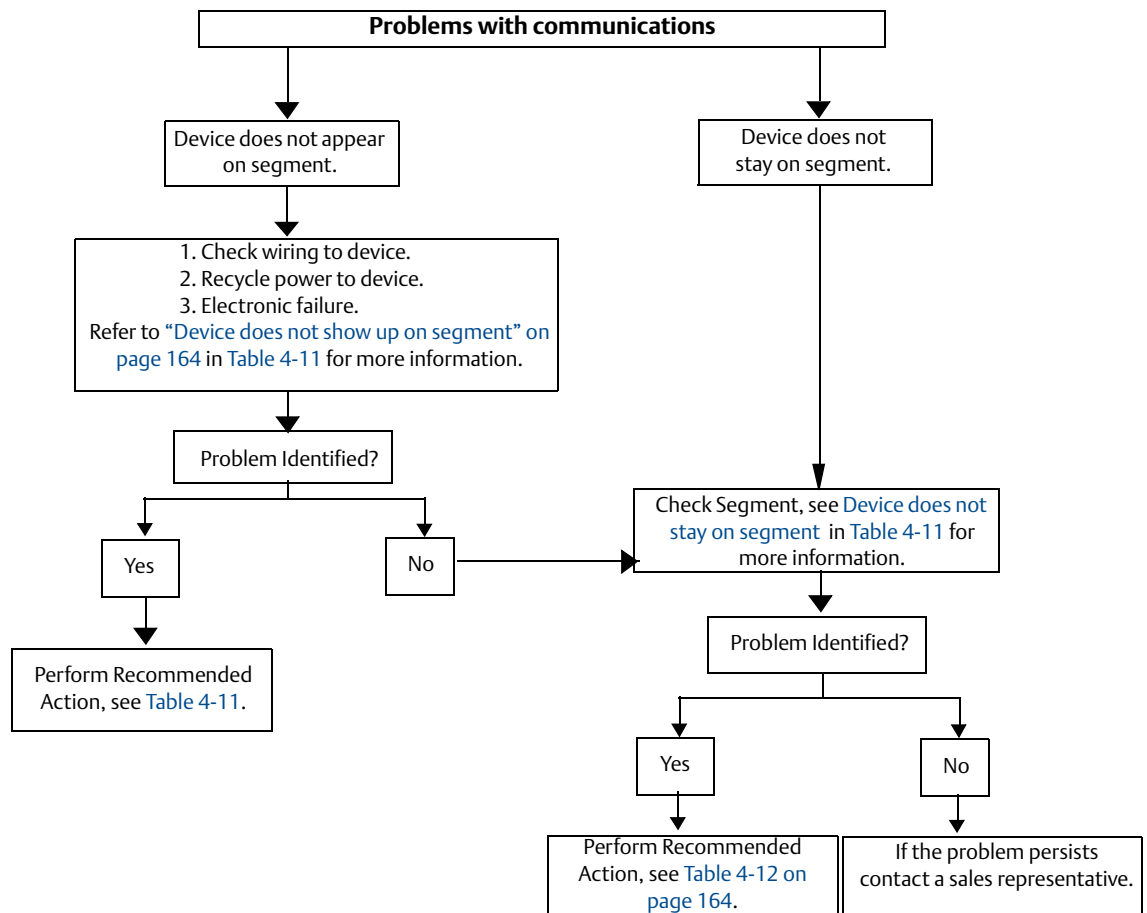 Problems with communications
Device does not appear
on segment.
Device does not
stay on segment.
1. Check wiring to device.
2. Recycle power to device.
3. Electronic failure.
Refer to “Device does not show up on segment” on
page 164 in Table 4-11 for more information.
Problem Identified?
Yes
No
Check Segment, see Device does not
stay on segment in Table 4-11 for
more information.
Perform Recommended
Action, see Table 4-11.
Problem Identified?
Yes
No
Perform Recommended
Action, see Table 4-12 on
page 164.
If the problem persists
contact a sales representative.